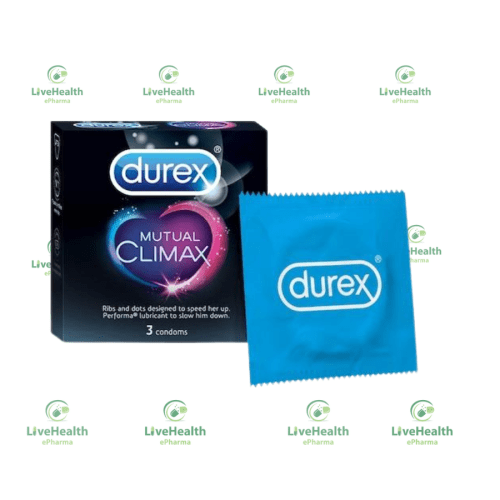 LiveHealth
ePharma
LiveHealth
ePharma
LiveHealth
ePharma
LiveHealth
ePharma
durex®
MUTUAL
CLIMAX
Ribs and dots designed to speed her up.
Performa® lubricant to slow him down.
3 condoms
durex®
LiveHealth
ePharma
LiveHealth
ePharma
LiveHealth
ePharma
LiveHealth
ePharma
LiveHealth
ePharma